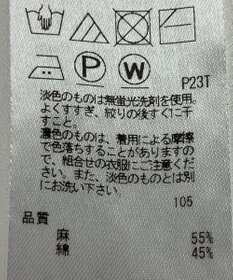 P
W
P23T
淡色のものは無蛍光洗剤を使用。
よくすすぎ、絞りの後すぐに干
すこと。
濃色のものは、着用による摩擦
で色落ちすることがありますの
で、組合せの衣服にご注意くだ
さい。また、淡色のものとは別
にお洗い下さい。
105
品質
麻 55%
綿 45%